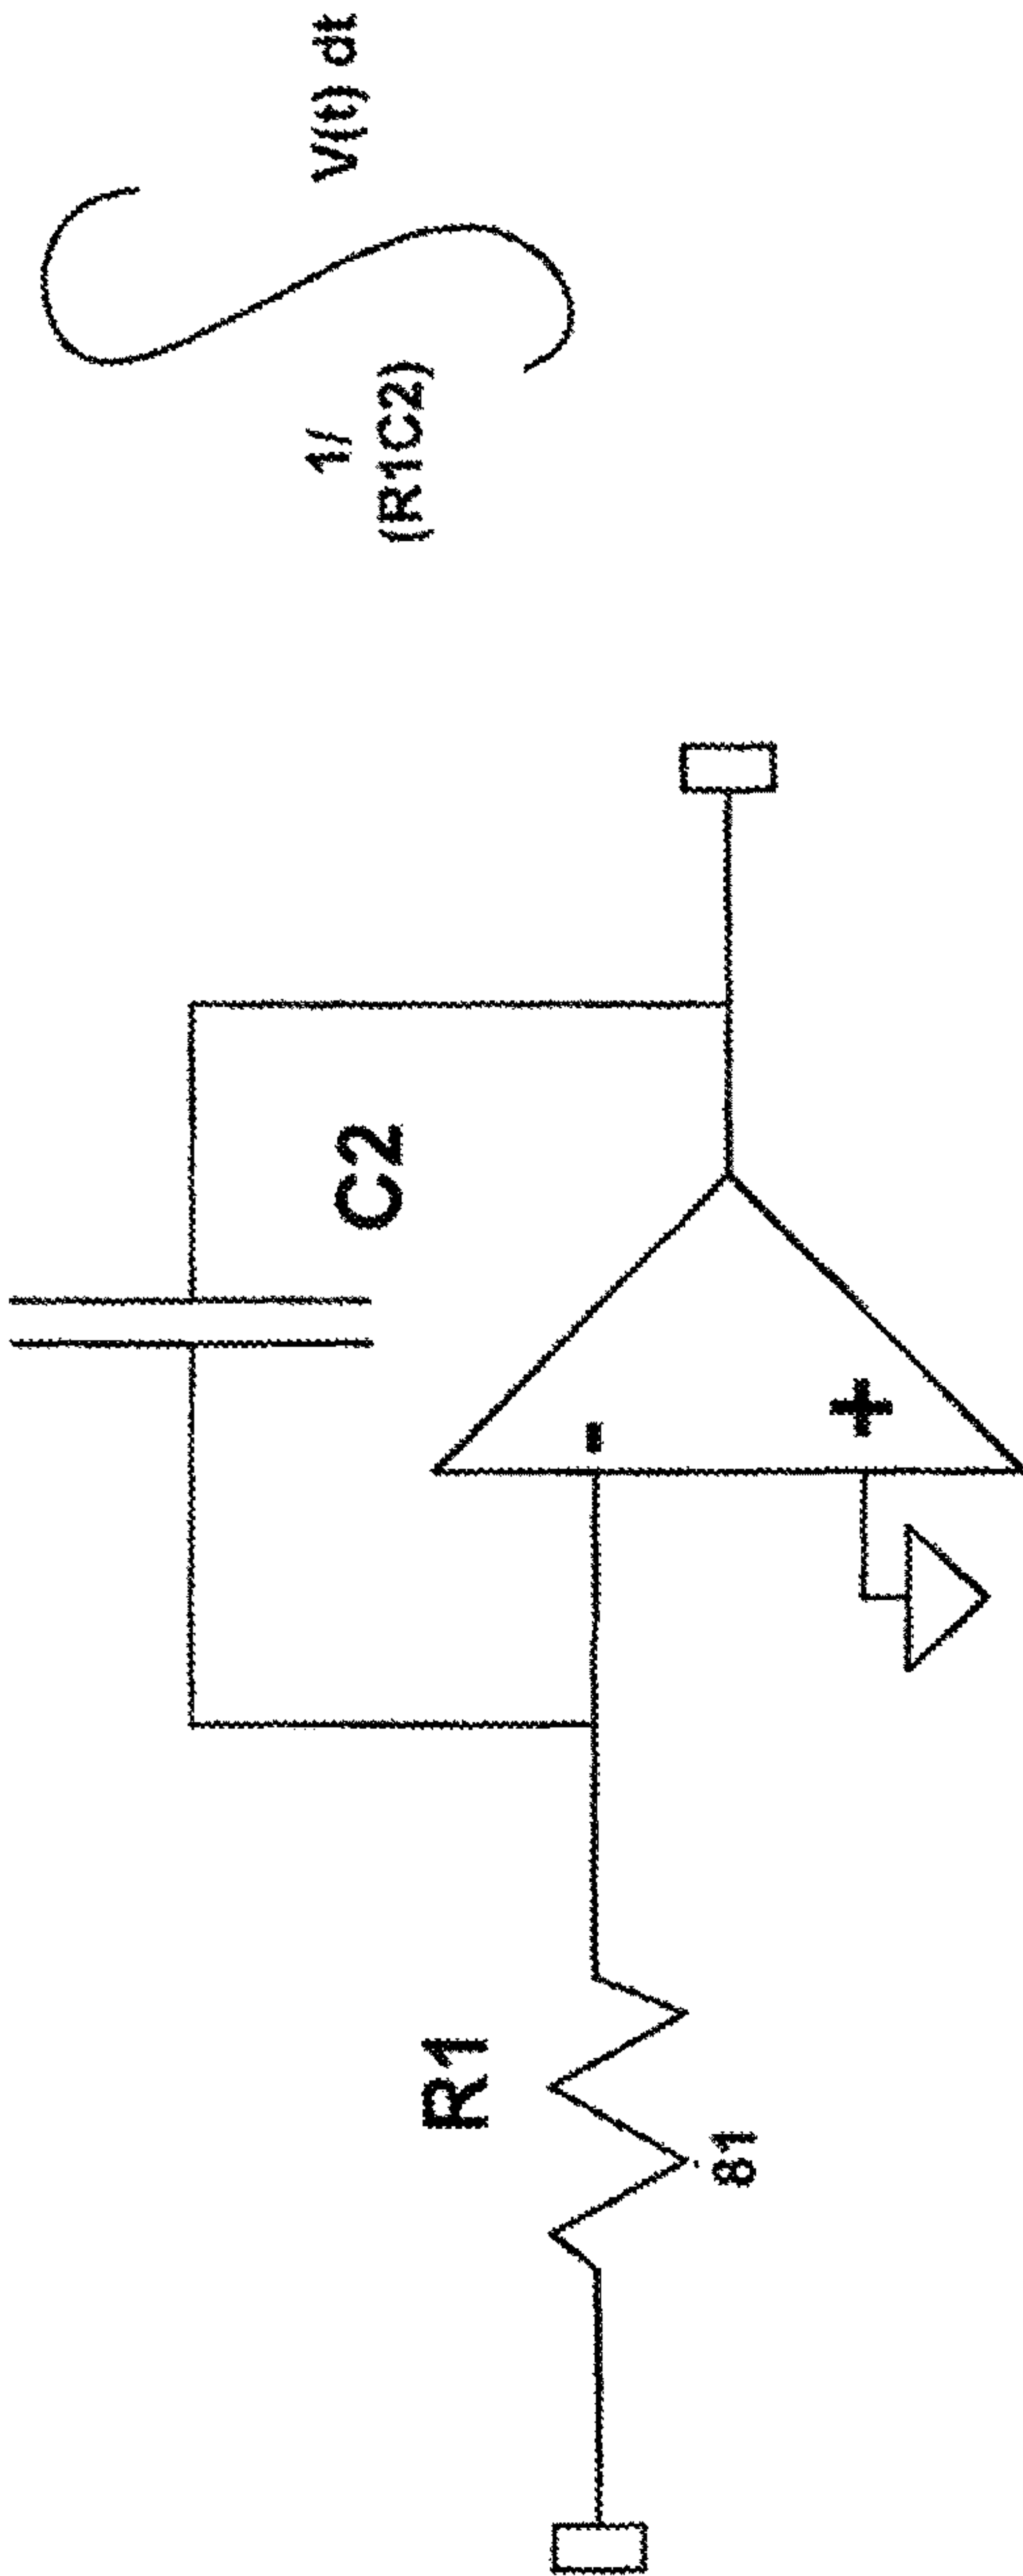 C2
-
+
R1
81
1/
(R1C2)
V(t) dt